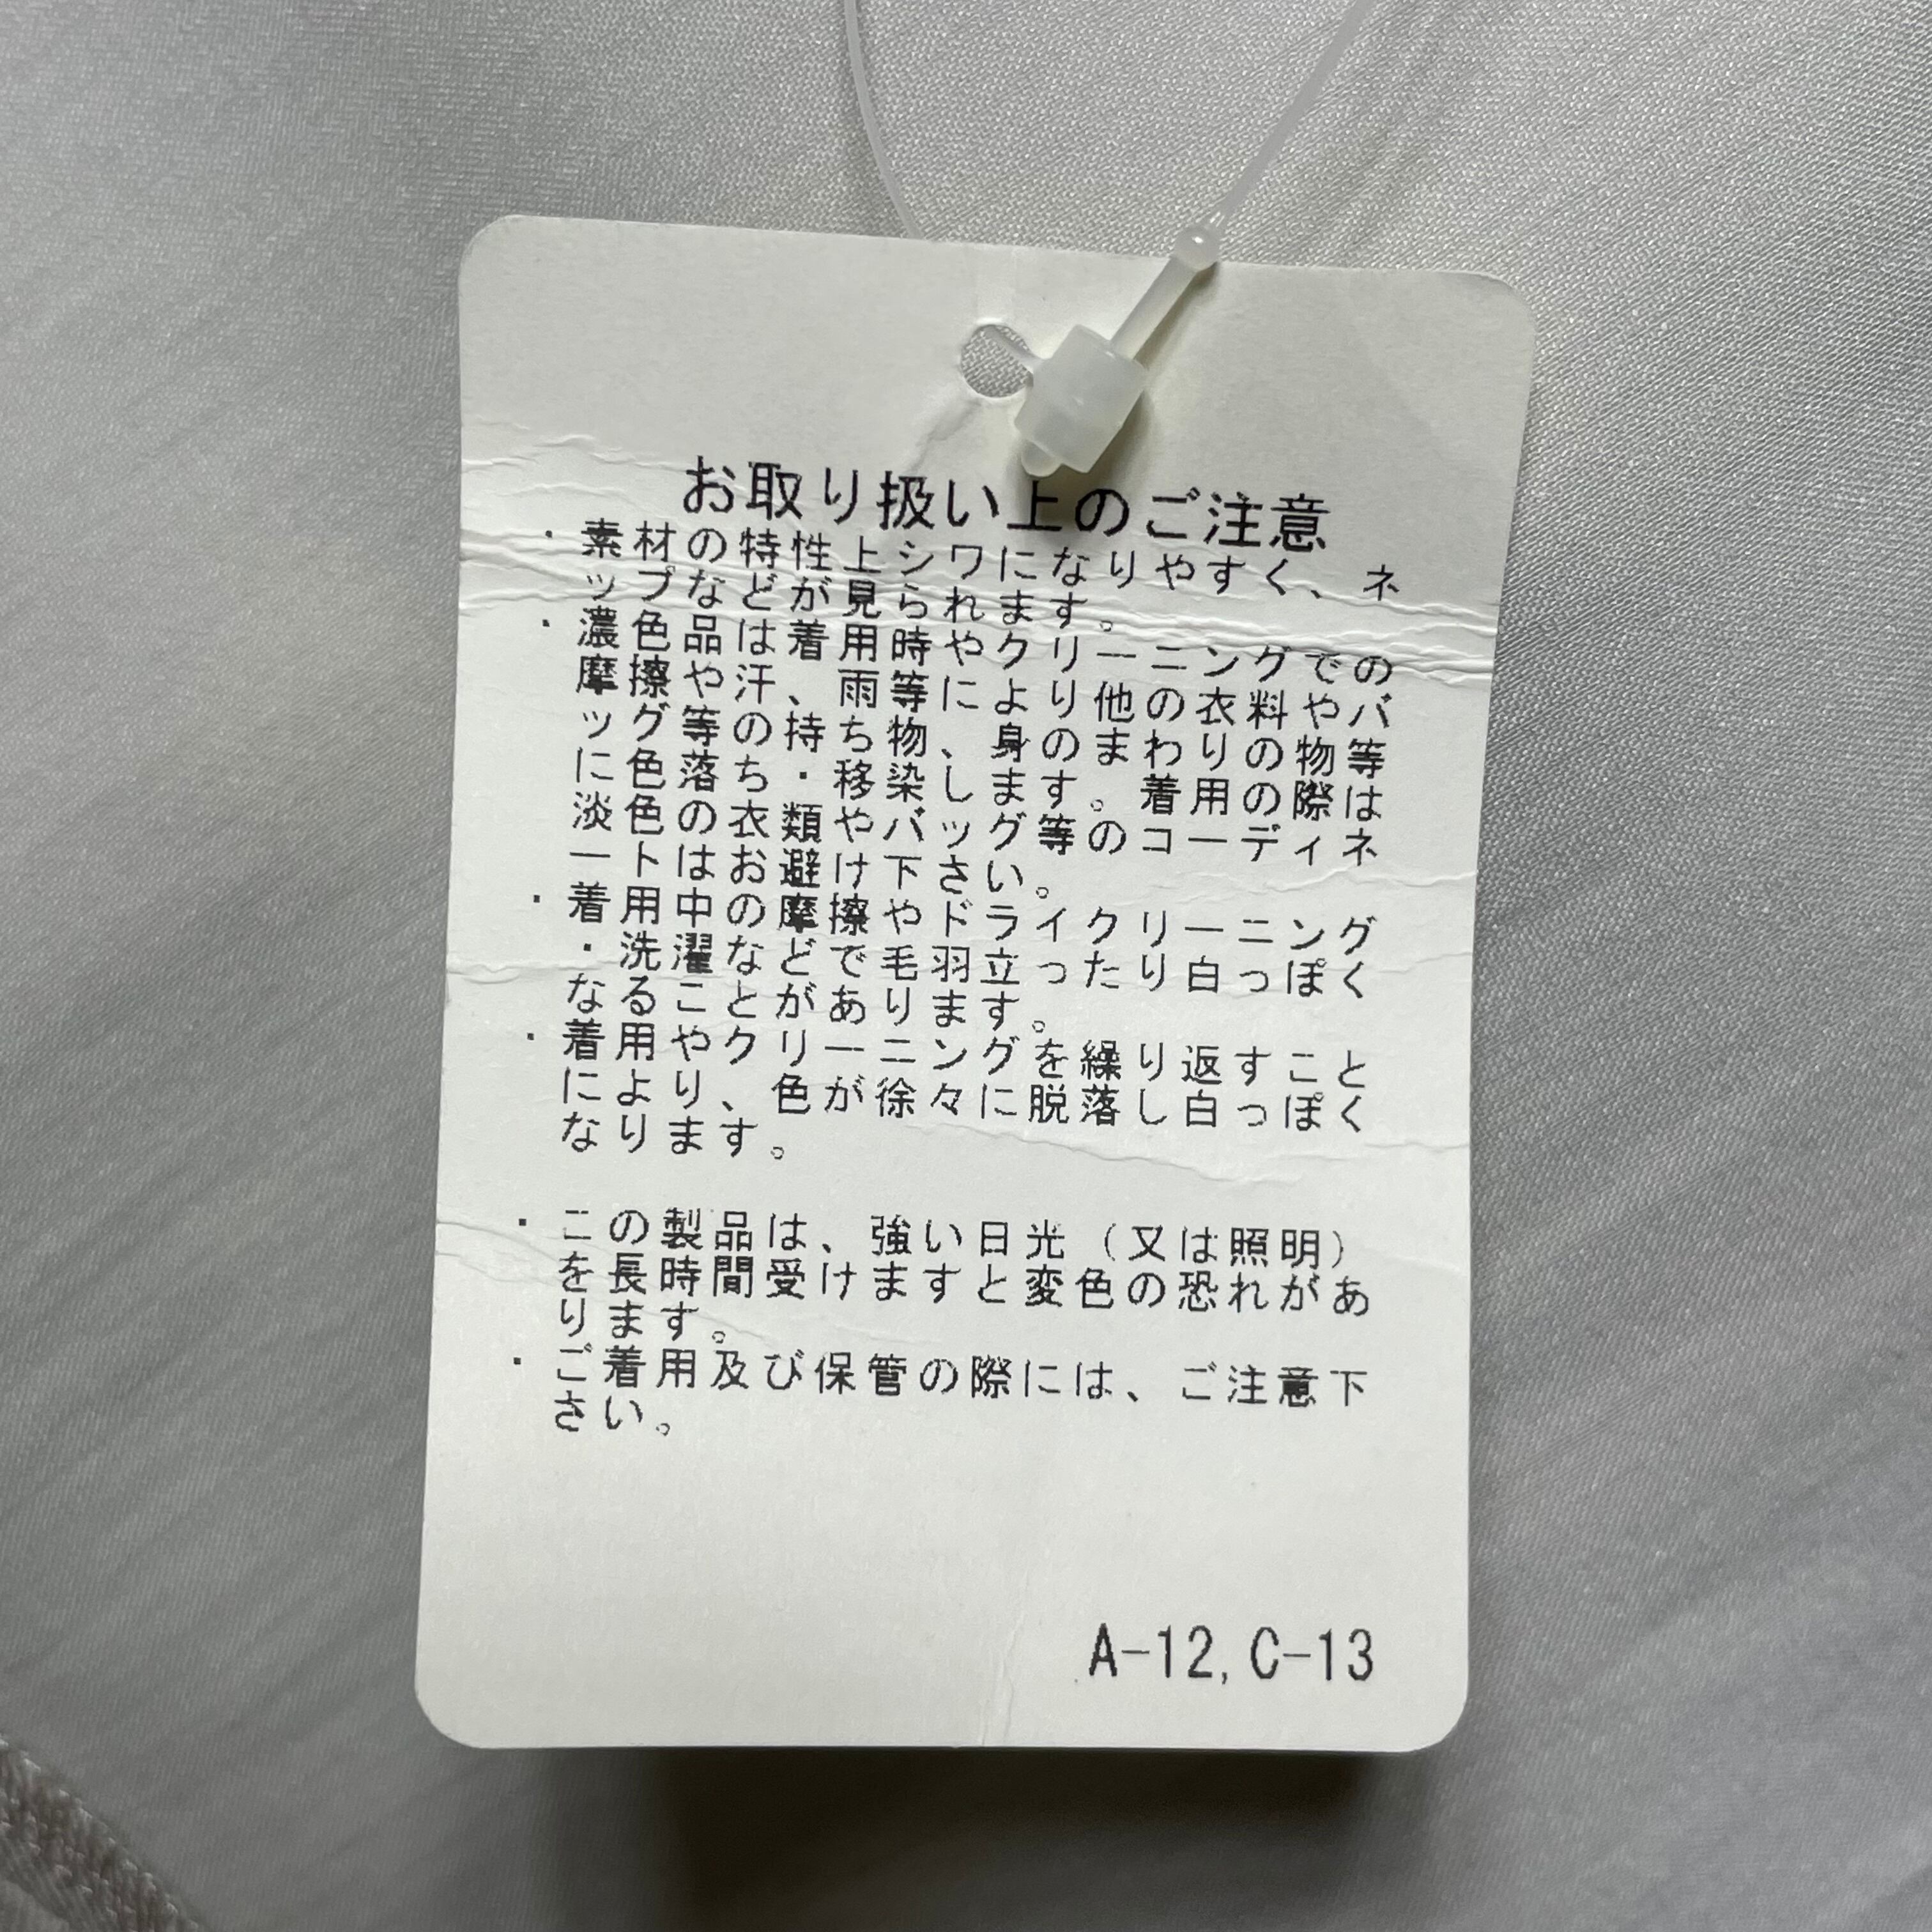 お取り扱い上のご注意
・素材の特性上シワになりやすく、ネ
ップなどが見られます。
・濃色品は着用時やクリーニングでの
摩擦や汗、雨等により他の衣料やバ
ッグ等の持ち物、身のまわりの物等
に色落ち・移染します。着用の際は
淡色の衣類やバッグ等のコーディネ
ートはお避け下さい。
・着用中の摩擦やドライクリーニング
・洗濯などで毛羽立ったり白っぽく
なることがあります。
・着用やクリーニングを繰り返すこと
により、色が徐々に脱落し白っぽく
なります。
・この製品は、強い日光（又は照明）
を長時間受けますと変色の恐れがあ
ります。
・ご着用及び保管の際には、ご注意下
さい。
A-12,C-13